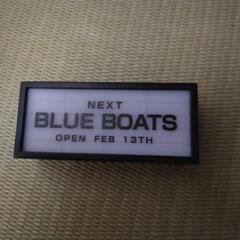 NEXT
BLUE BOATS
OPEN FEB 13TH